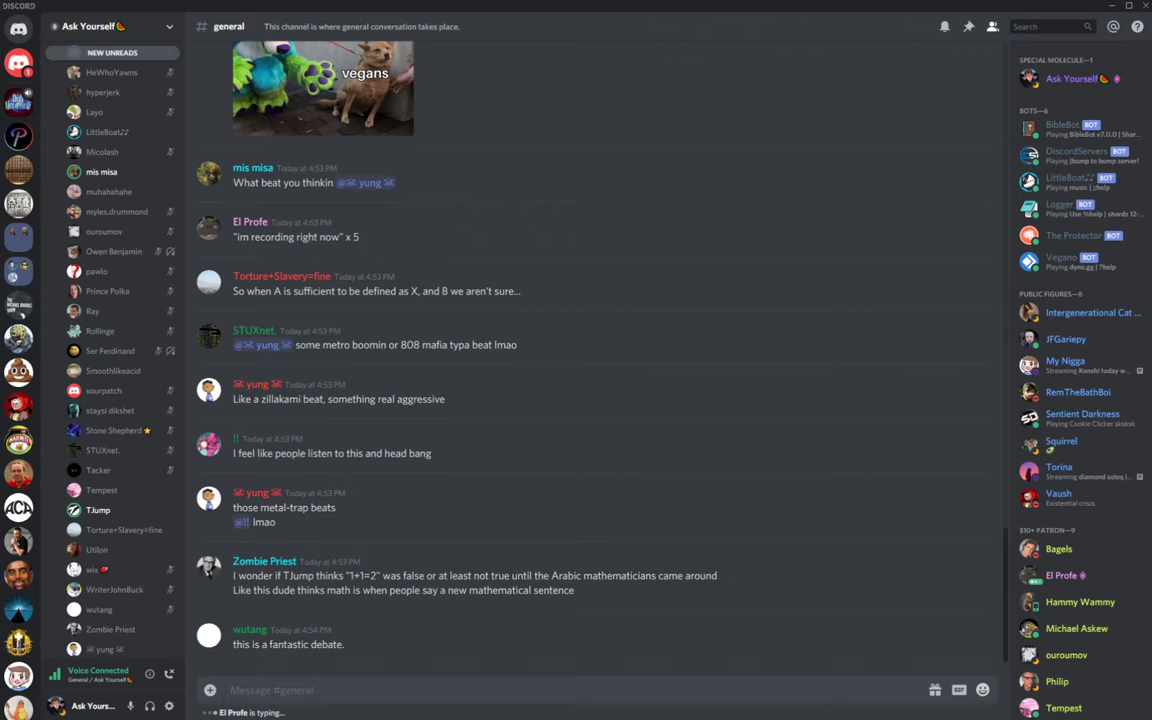 DISCORD
Ask Yourself🍉
NEW UNREADS
HeWhoYawns
hyperjerk
Layo
LittleBoat♪♪
Micolash
mis misa
muhahahahe
myles.drummond
ouroumov
Owen Benjamin
pawlo
Prince Polka
Ray
Rollinge
Ser Ferdinand
Smoothlikeacid
sourpatch
staysi dikshet
Stone Shepherd ⭐
STUXnet.
Tacker
Tempest
TJump
Torture+Slavery=fine
Utilon
wix
WriterJohnBuck
wutang
Zombie Priest
yung
Voice Connected
General / Ask Yourself🍉
Ask Yours...
# general
This channel is where general conversation takes place.
Search
vegans
mis misa Today at 4:53 PM
What beat you thinkin @☠ yung ☠
El Profe Today at 4:53 PM
"im recording right now" x 5
Torture+Slavery=fine Today at 4:53 PM
So when A is sufficient to be defined as X, and B we aren't sure...
STUXnet. Today at 4:53 PM
@☠ yung ☠ some metro boomin or 808 mafia typa beat lmao
☠ yung ☠ Today at 4:53 PM
Like a zillakami beat, something real aggressive
!! Today at 4:53 PM
I feel like people listen to this and head bang
☠ yung ☠ Today at 4:53 PM
those metal-trap beats
@!! lmao
Zombie Priest Today at 4:53 PM
I wonder if TJump thinks "1+1=2" was false or at least not true until the Arabic mathematicians came around
Like this dude thinks math is when people say a new mathematical sentence
wutang Today at 4:54 PM
this is a fantastic debate.
Message #general
GIF
El Profe is typing...
SPECIAL MOLECULE—1
Ask Yourself 🍉
BOTS—6
BibleBot BOT
Playing BibleBot v7.0.0 | Shar...
DiscordServers BOT
Playing (bump to bump server!
LittleBoat♪♪ BOT
Playing music | ;;help
Logger BOT
Playing Use %help | shards 12-...
The Protector BOT
Vegano BOT
Playing dyno.gg | ?help
PUBLIC FIGURES—8
Intergenerational Cat ...
JFGariepy
My Nigga
Streaming Kenshi today w...
RemTheBathBoi
Sentient Darkness
Playing Cookie Clicker sksksk
Squirrel
🥑
Torina
Streaming diamond soloq l...
Vaush
Existential crisis
$10+ PATRON—9
Bagels
El Profe
Hammy Wammy
Michael Askew
ouroumov
Philip
Tempest
ACA